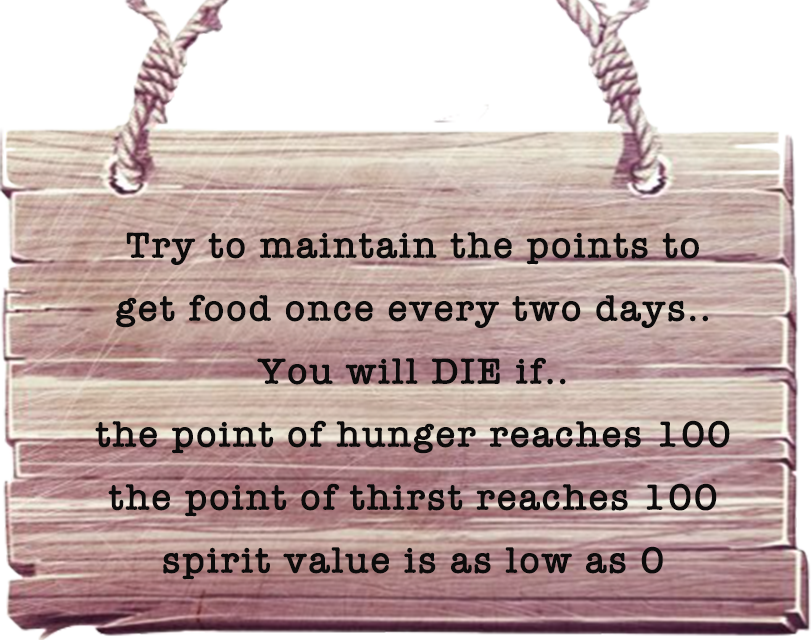 Try to maintain the points to
get food once every two days..
You will DIE if..
the point of hunger reaches 100
the point of thirst reaches 100
spirit value is as low as 0